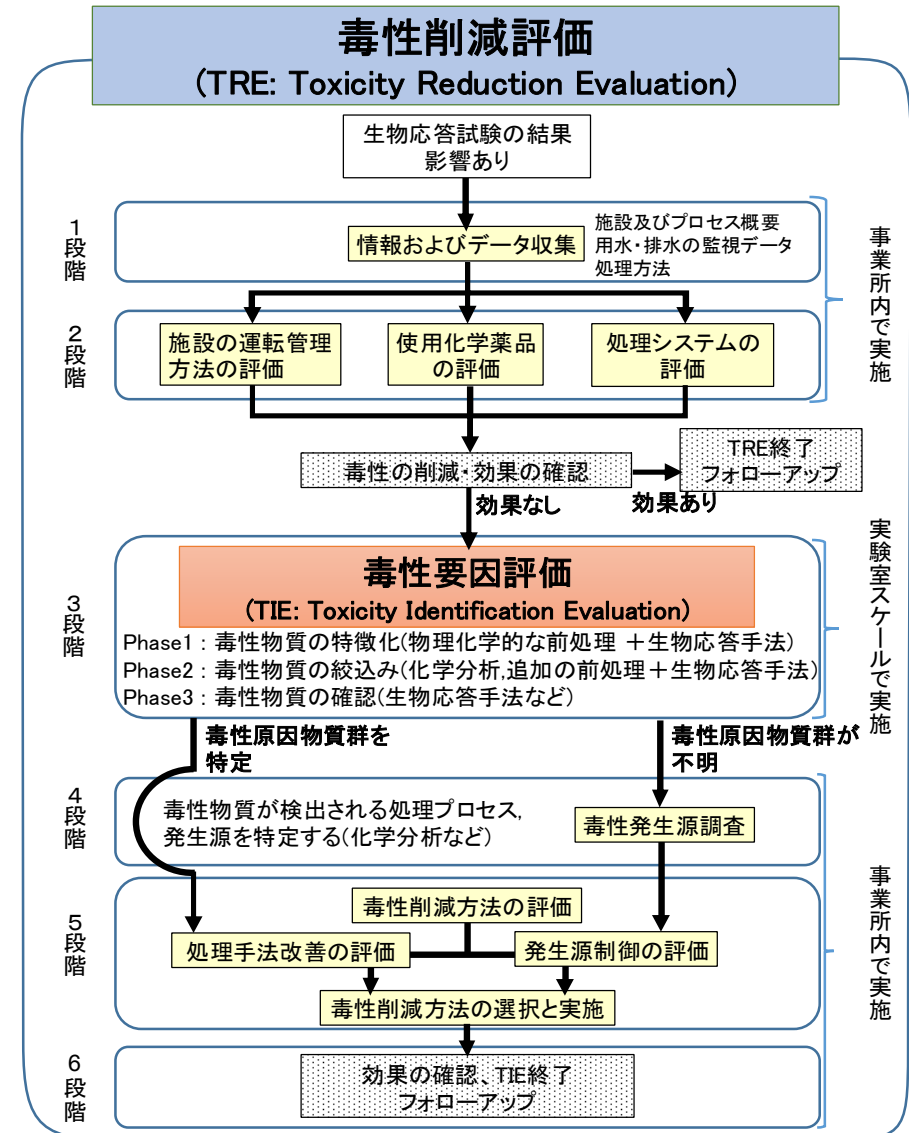 毒性削減評価
(TRE: Toxicity Reduction Evaluation)
生物応答試験の結果
影響あり
1段階
情報およびデータ収集
施設及びプロセス概要
用水・排水の監視データ
処理方法
事業所内で実施
2段階
施設の運転管理
方法の評価
使用化学薬品
の評価
処理システムの
評価
毒性の削減・効果の確認
TRE終了
フォローアップ
効果なし
効果あり
3段階
毒性要因評価
(TIE: Toxicity Identification Evaluation)
Phase1：毒性物質の特徴化(物理化学的な前処理 ＋生物応答手法)
Phase2：毒性物質の絞込み(化学分析,追加の前処理＋生物応答手法)
Phase3：毒性物質の確認(生物応答手法など)
実験室スケールで実施
毒性原因物質群を
特定
毒性原因物質群が
不明
4段階
毒性物質が検出される処理プロセス,
発生源を特定する(化学分析など)
毒性発生源調査
5段階
毒性削減方法の評価
処理手法改善の評価
発生源制御の評価
毒性削減方法の選択と実施
事業所内で実施
6段階
効果の確認、TIE終了
フォローアップ